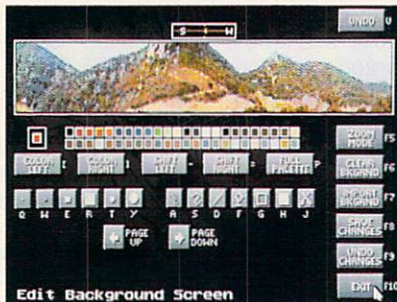 UNDO U
S W
ZOOM MODE F5
COLOR LEFT [ COLOR RIGHT ] SHIFT LEFT - SHIFT RIGHT = FULL PALETTE P
CLEAR BKGRND F6
IMPORT BKGRND F7
Q W E R T Y A S D F G H J
SAVE CHANGES F8
PAGE UP PAGE DOWN
UNDO CHANGES F9
Edit Background Screen
EXIT F10